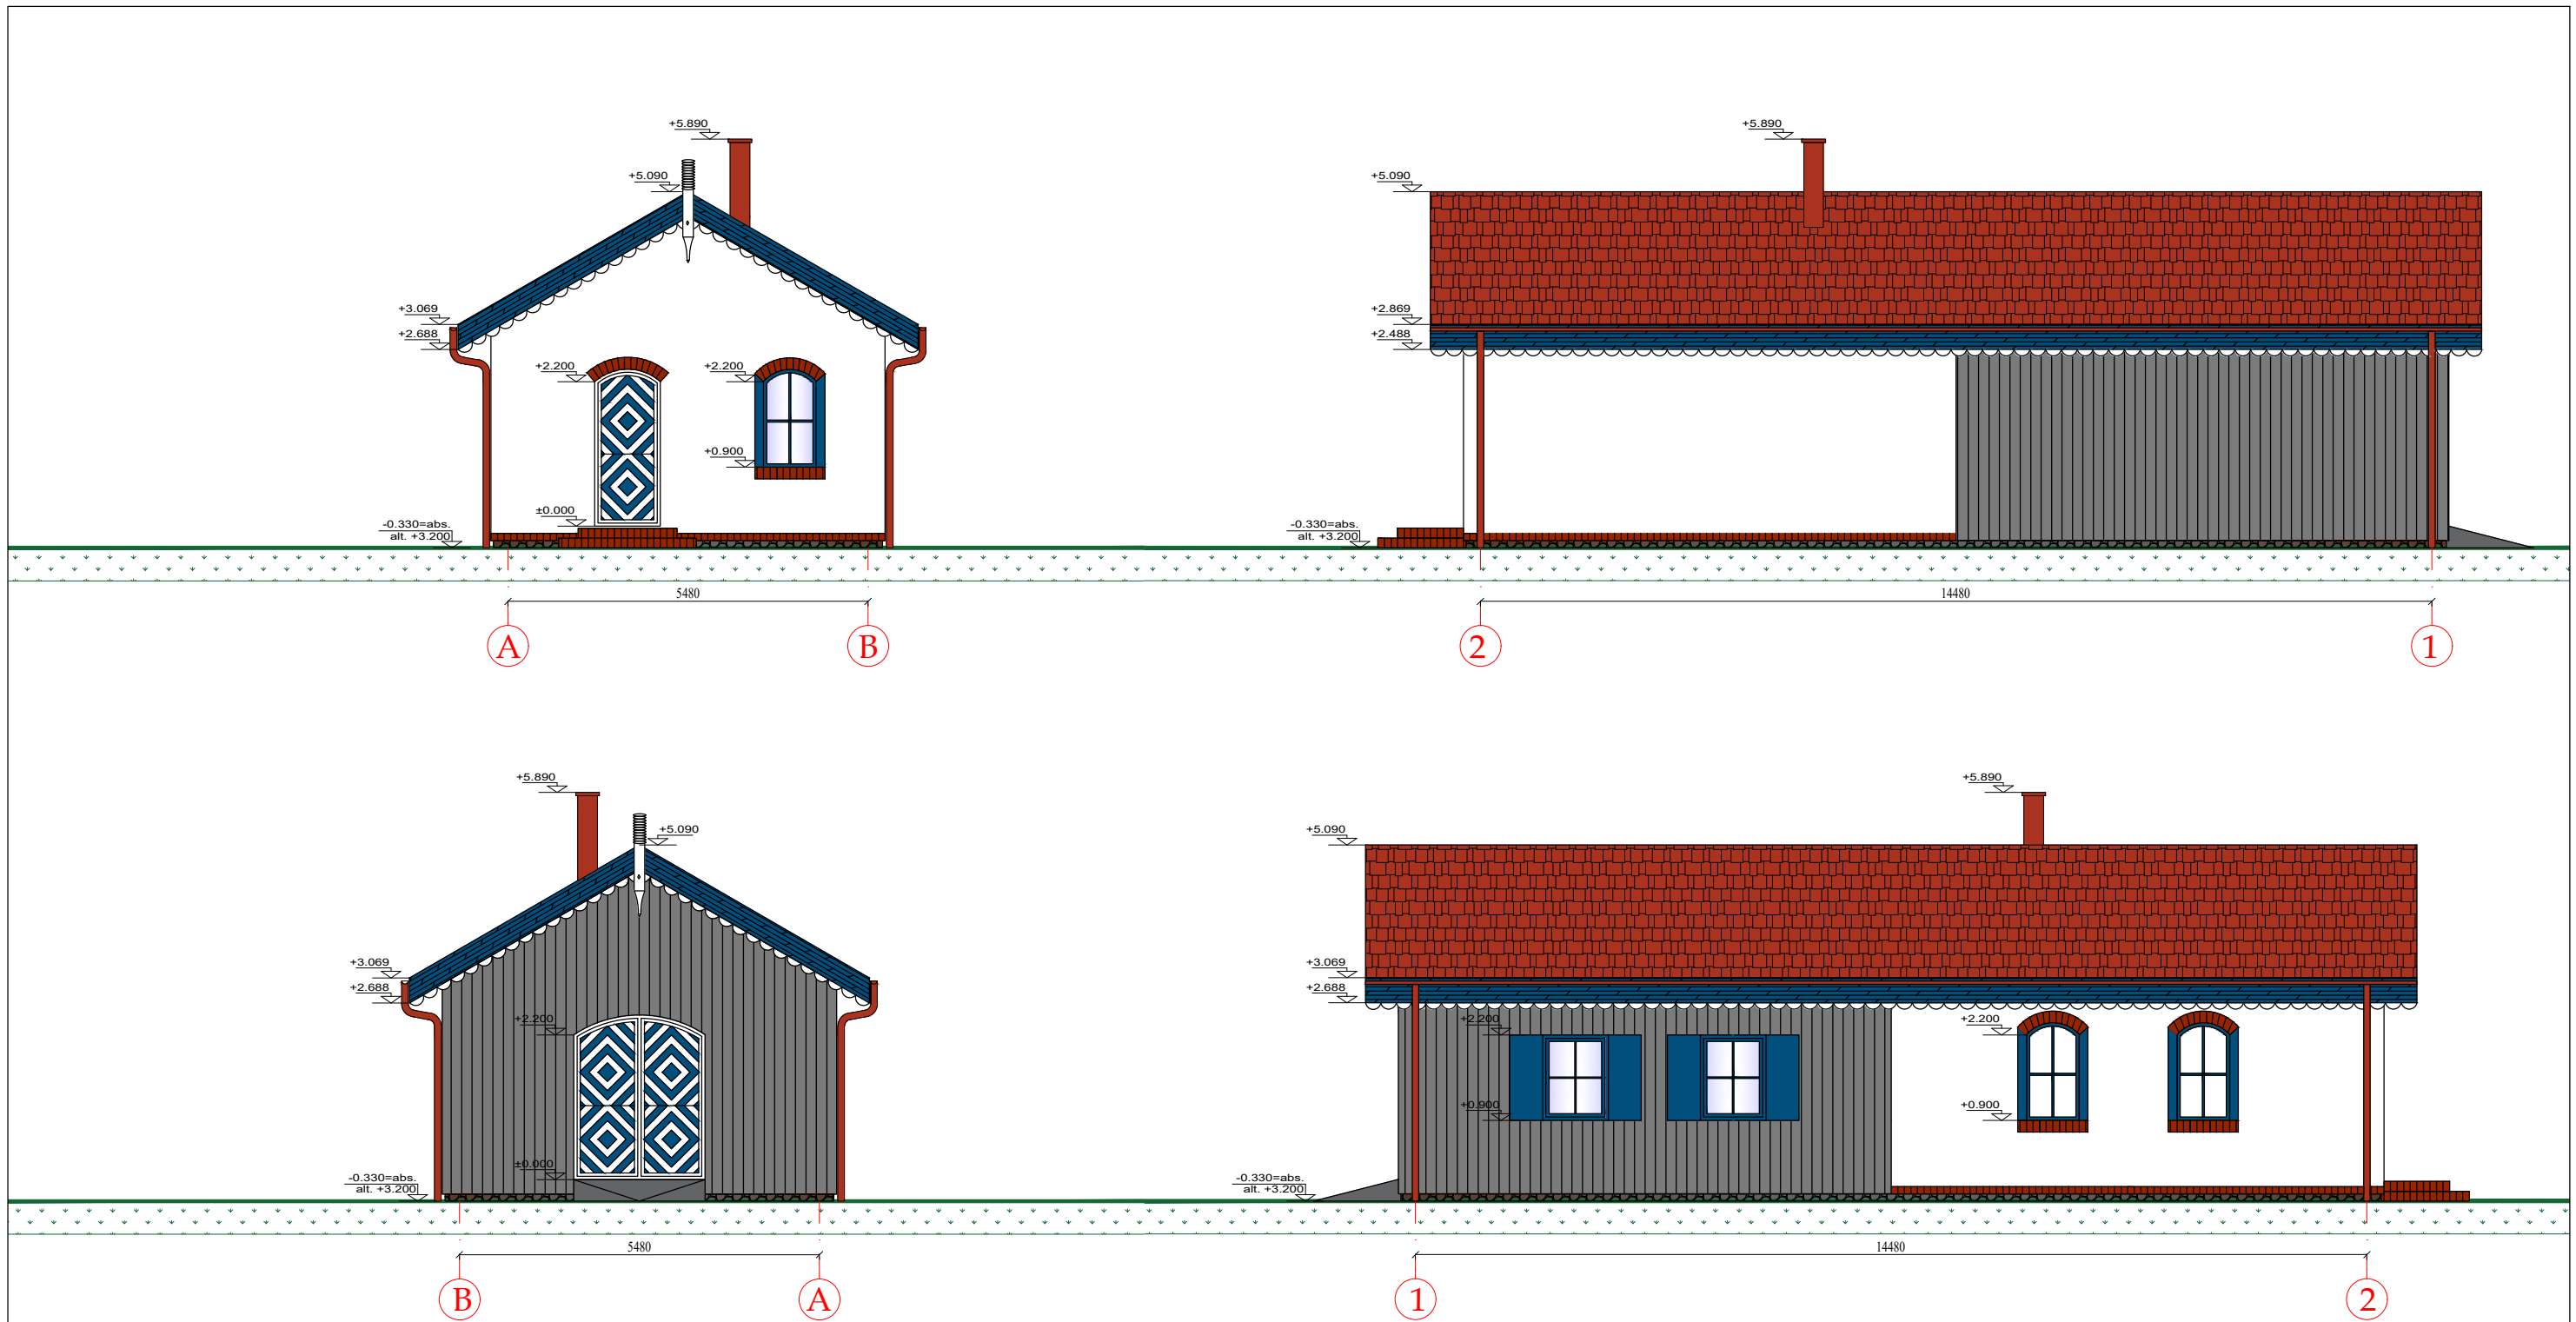 +5.890
+5.090
+3.069
+2.688
+2.200
+2.200
+0.900
±0.000
-0.330=abs.
alt. +3.200
5480
A
B
+5.890
+5.090
+2.869
+2.488
-0.330=abs.
alt. +3.200
14480
2
1
+5.890
+5.090
+3.069
+2.688
+2.200
±0.000
-0.330=abs.
alt. +3.200
5480
B
A
+5.890
+5.090
+3.069
+2.688
+2.200
+2.200
+0.900
+0.900
-0.330=abs.
alt. +3.200
14480
1
2